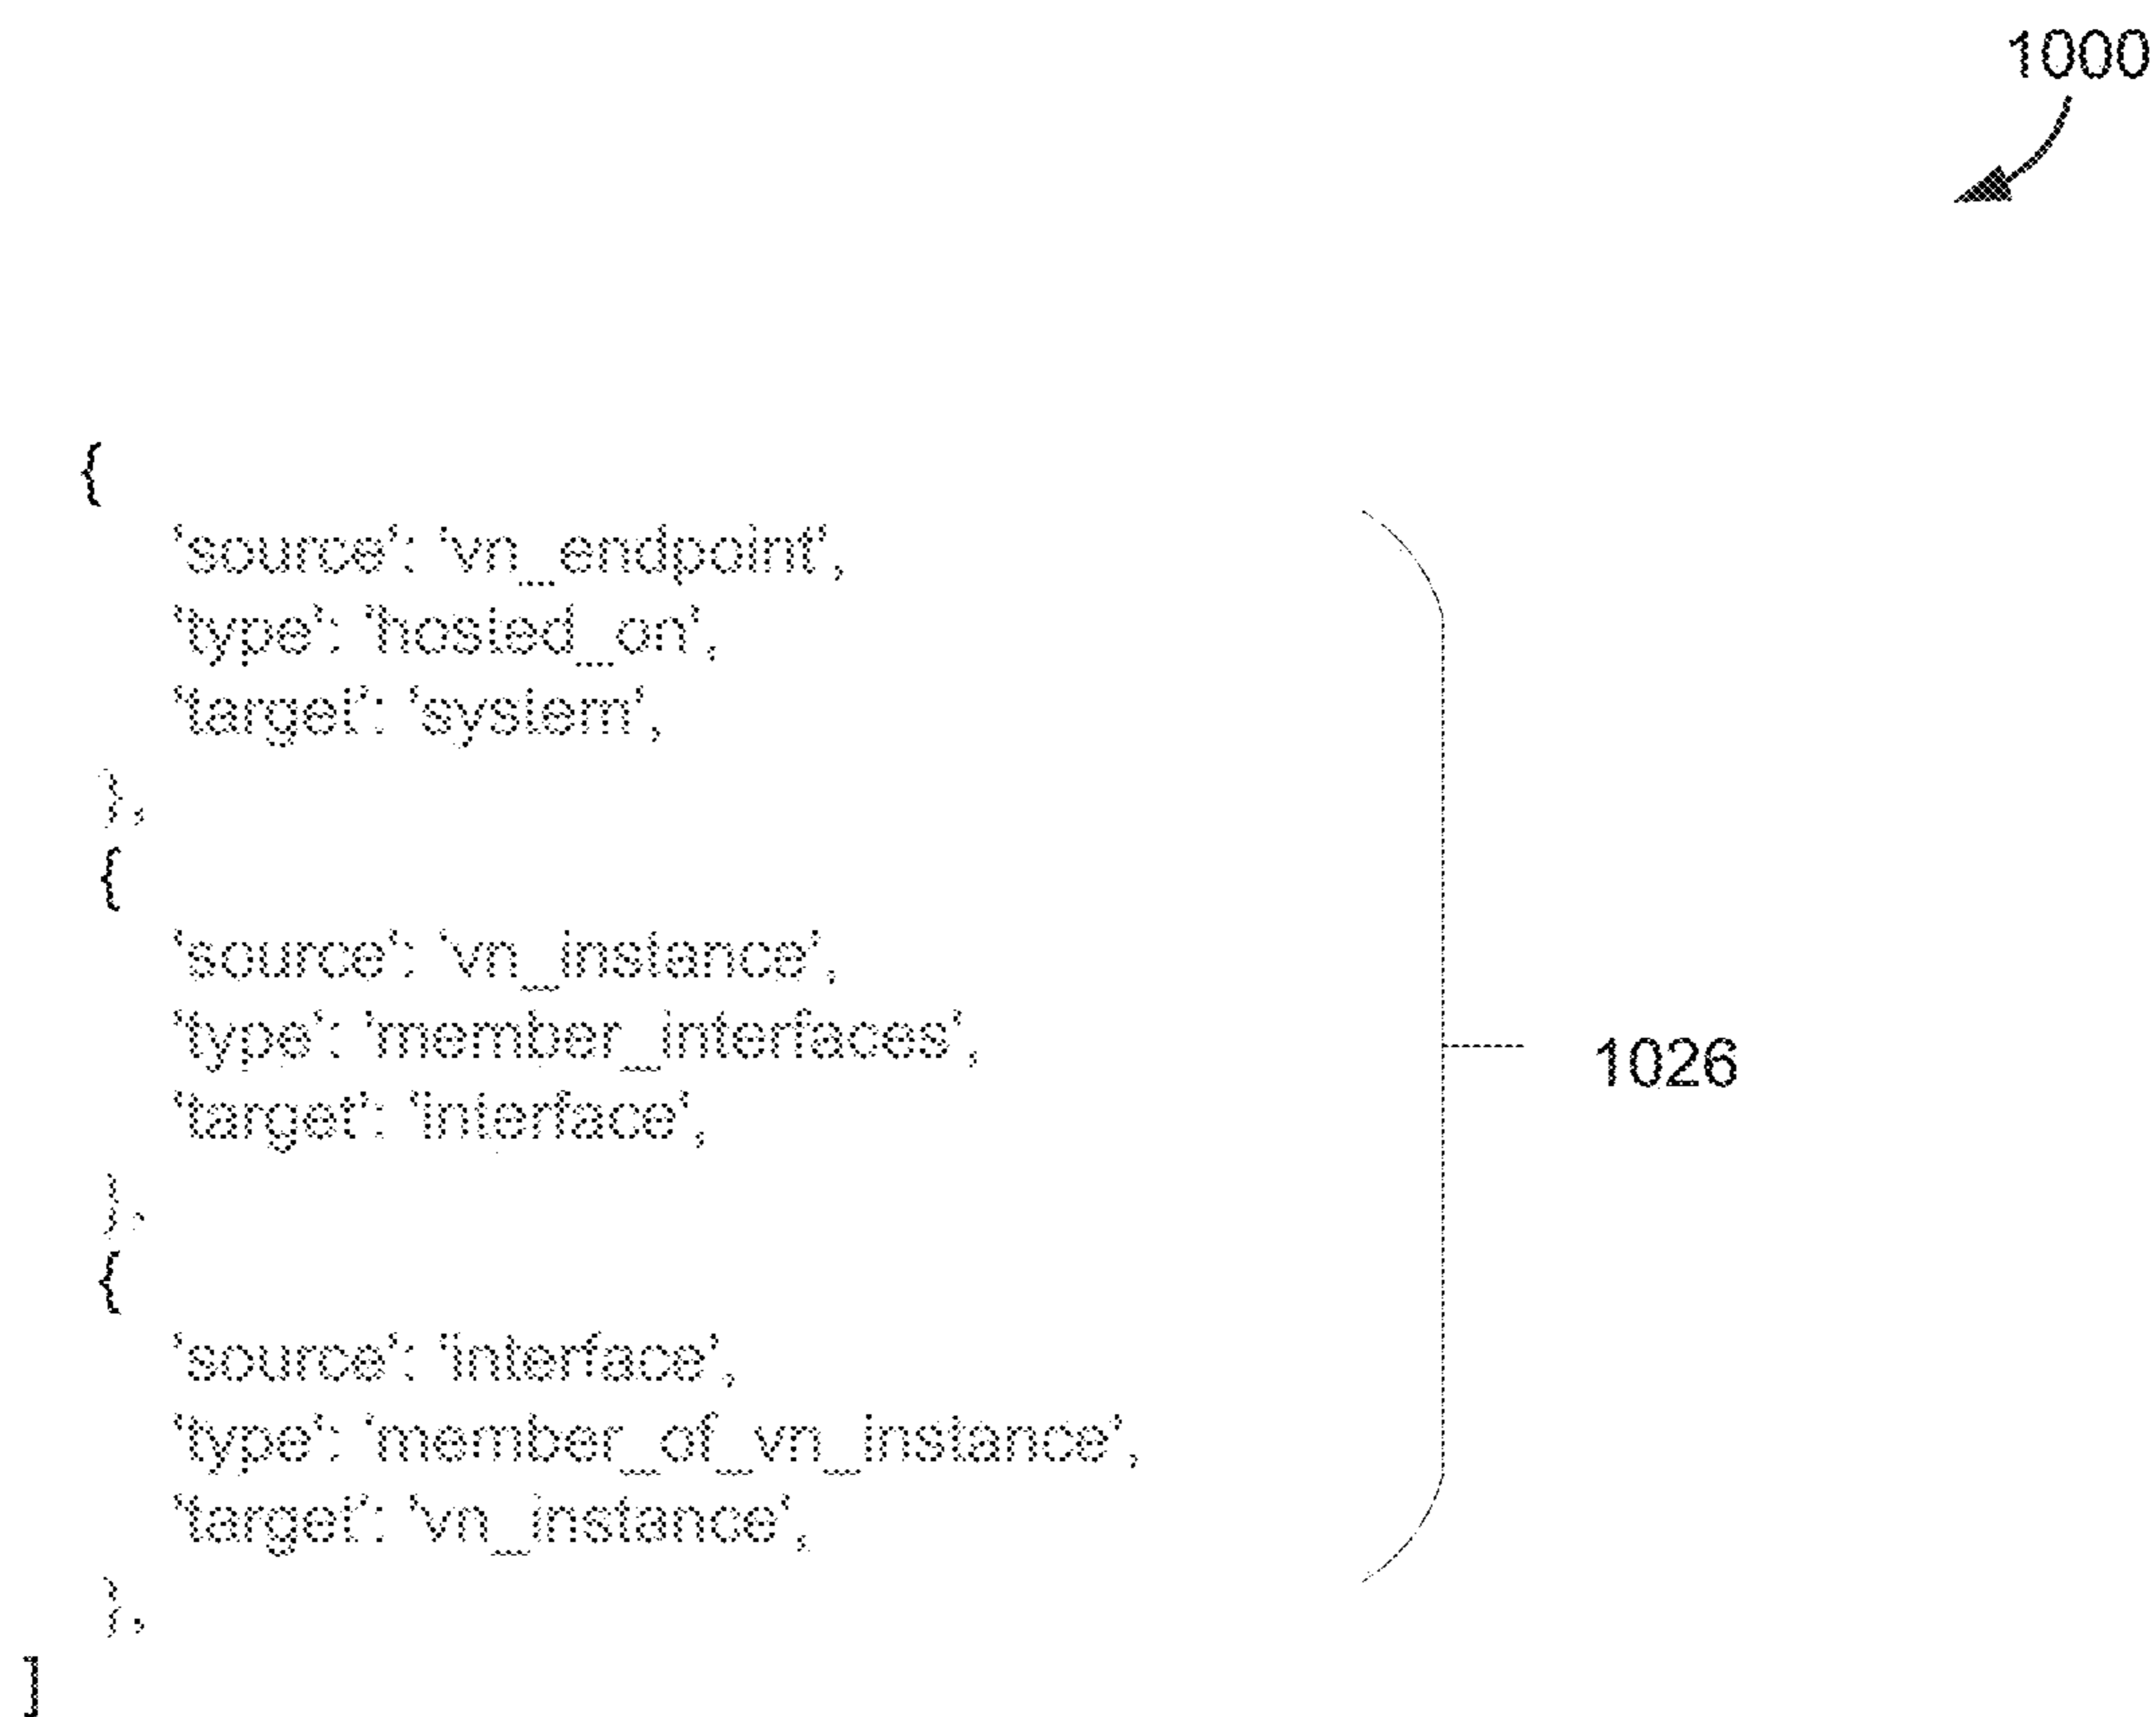 1000
{
'source': 'vn_endpoint',
'type': 'hosted_on',
'target': 'system',
},
{
'source': 'vn_instance',
'type': 'member_interfaces',
'target': 'interface',
},
{
'source': 'interface',
'type': 'member_of_vn_instance',
'target': 'vn_instance',
},
]
1026